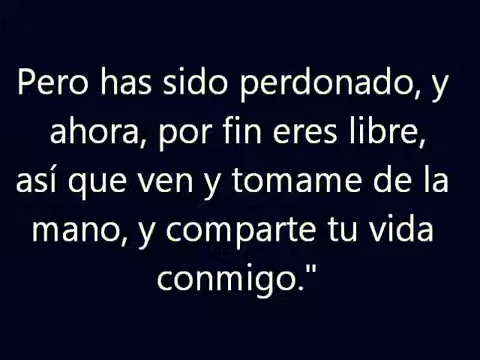 Pero has sido perdonado, y
ahora, por fin eres libre,
así que ven y tomame de la
mano, y comparte tu vida
conmigo."